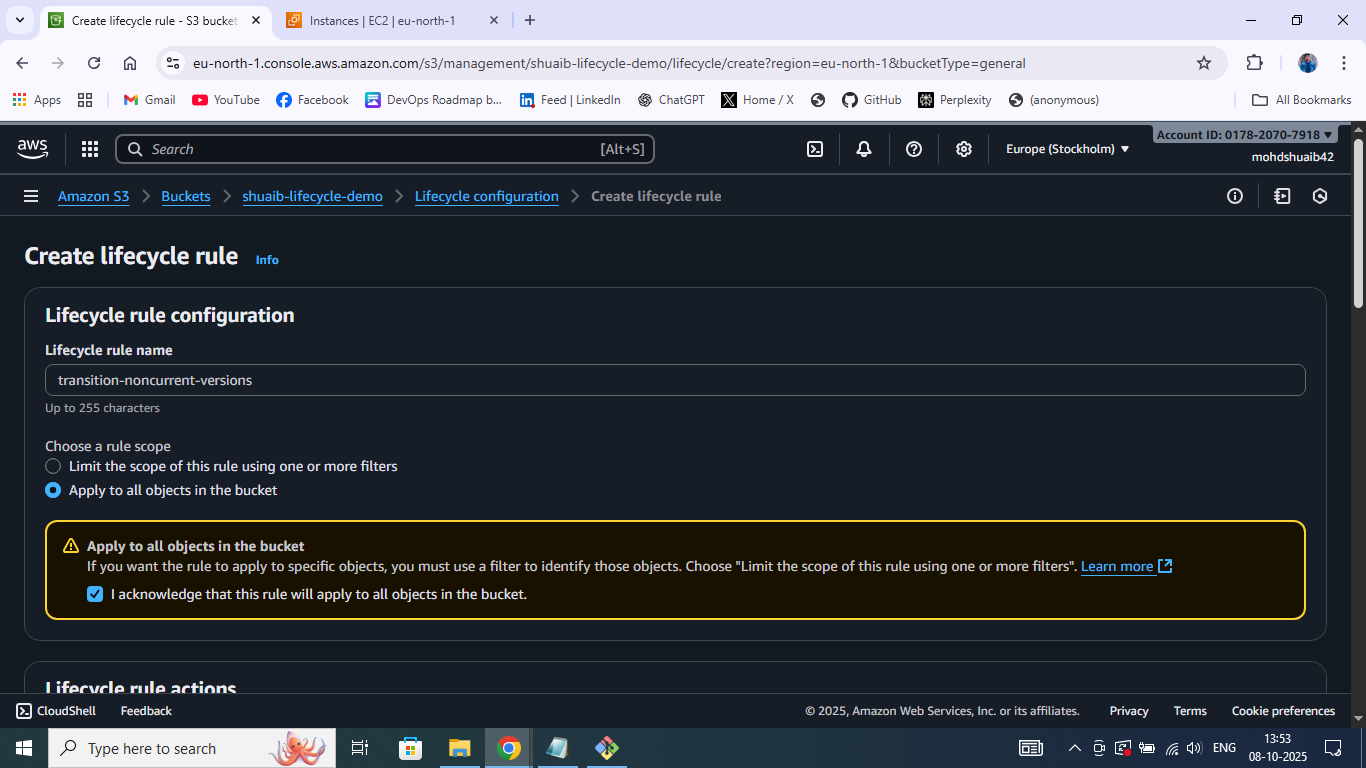 Create lifecycle rule - S3 bucket
Instances | EC2 | eu-north-1
eu-north-1.console.aws.amazon.com/s3/management/shuaib-lifecycle-demo/lifecycle/create?region=eu-north-1&bucketType=general
Apps Gmail YouTube Facebook DevOps Roadmap b... Feed | LinkedIn ChatGPT Home / X GitHub Perplexity (anonymous) All Bookmarks
aws Search [Alt+S] Europe (Stockholm) Account ID: 0178-2070-7918
mohdshuaib42
Amazon S3 Buckets shuaib-lifecycle-demo Lifecycle configuration Create lifecycle rule
Create lifecycle rule Info
Lifecycle rule configuration
Lifecycle rule name
transition-noncurrent-versions
Up to 255 characters
Choose a rule scope
Limit the scope of this rule using one or more filters
Apply to all objects in the bucket
Apply to all objects in the bucket
If you want the rule to apply to specific objects, you must use a filter to identify those objects. Choose "Limit the scope of this rule using one or more filters". Learn more
I acknowledge that this rule will apply to all objects in the bucket.
Lifecycle rule actions
CloudShell Feedback © 2025, Amazon Web Services, Inc. or its affiliates. Privacy Terms Cookie preferences
Type here to search ENG 13:53
08-10-2025